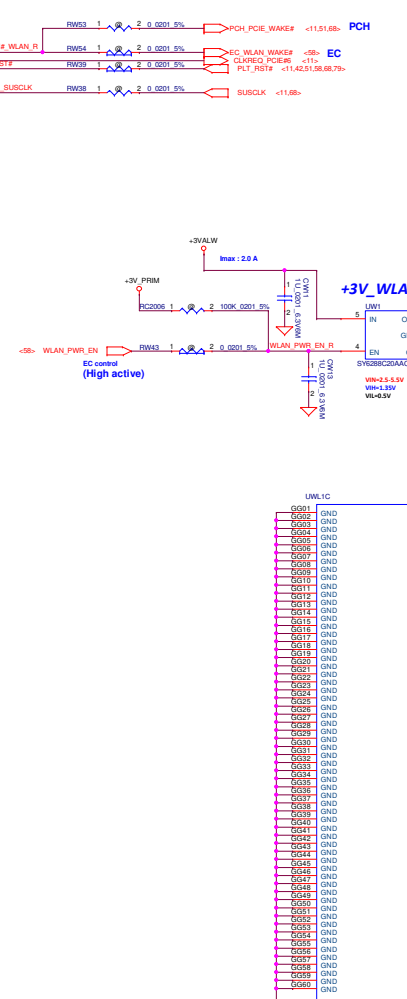 RW53 1 @ 2 0_0201_5% PCH_PCIE_WAKE# <11,51,68> PCH
#_WLAN_R RW54 1 @ 2 0_0201_5% EC_WLAN_WAKE# <58> EC
CLKREQ_PCIE#6 <11>
ST# RW39 1 @ 2 0_0201_5% PLT_RST# <11,42,51,58,68,79>
_SUSCLK RW38 1 @ 2 0_0201_5% SUSCLK <11,68>
+3VALW
Imax : 2.0 A
+3V_PRIM
1 2 CW11
1U_0201_6.3V6M
+3V_WLA
UW1
RC2006 1 @ 2 100K_0201_5%
5 IN O
G
<58> WLAN_PWR_EN RW43 1 @ 2 0_0201_5% WLAN_PWR_EN_R 4 EN
EC control
(High active)
1 2 CW13
1U_0201_6.3V6M
SY6288C20AAC
VIN=2.5-5.5V
VIH=1.35V
VIL=0.5V
UWL1C
GG01 GND
GG02 GND
GG03 GND
GG04 GND
GG05 GND
GG06 GND
GG07 GND
GG08 GND
GG09 GND
GG10 GND
GG11 GND
GG12 GND
GG13 GND
GG14 GND
GG15 GND
GG16 GND
GG17 GND
GG18 GND
GG19 GND
GG20 GND
GG21 GND
GG22 GND
GG23 GND
GG24 GND
GG25 GND
GG26 GND
GG27 GND
GG28 GND
GG29 GND
GG30 GND
GG31 GND
GG32 GND
GG33 GND
GG34 GND
GG35 GND
GG36 GND
GG37 GND
GG38 GND
GG39 GND
GG40 GND
GG41 GND
GG42 GND
GG43 GND
GG44 GND
GG45 GND
GG46 GND
GG47 GND
GG48 GND
GG49 GND
GG50 GND
GG51 GND
GG52 GND
GG53 GND
GG54 GND
GG55 GND
GG56 GND
GG57 GND
GG58 GND
GG59 GND
GG60 GND